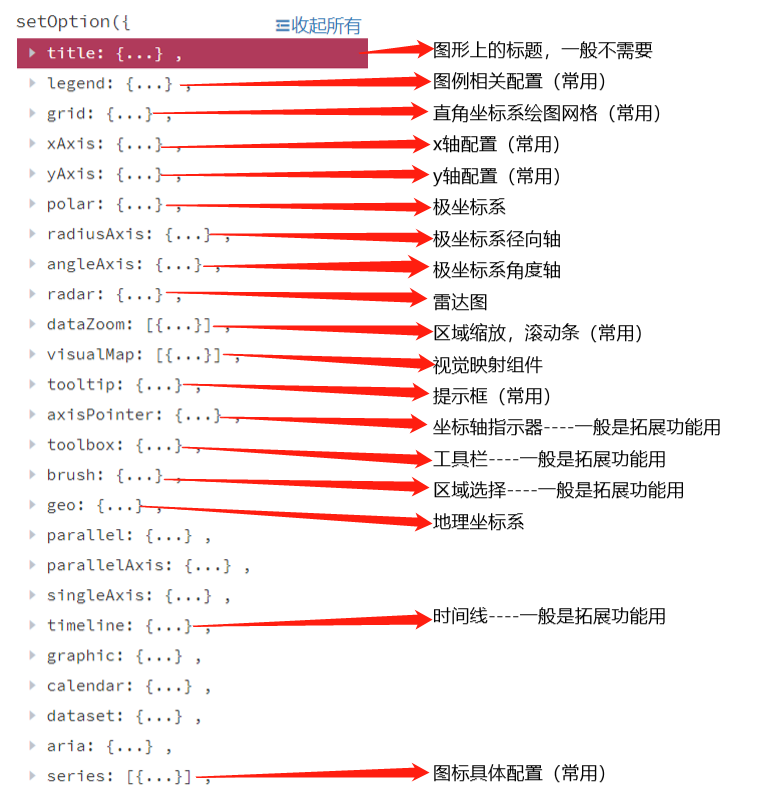 setOption({ 收起所有
title: {...} , 图形上的标题，一般不需要
legend: {...} , 图例相关配置（常用）
grid: {...} , 直角坐标系绘图网格（常用）
xAxis: {...} , x轴配置（常用）
yAxis: {...} , y轴配置（常用）
polar: {...} , 极坐标系
radiusAxis: {...} , 极坐标系径向轴
angleAxis: {...} , 极坐标系角度轴
radar: {...} , 雷达图
dataZoom: [{...}] , 区域缩放，滚动条（常用）
visualMap: [{...}] , 视觉映射组件
tooltip: {...} , 提示框（常用）
axisPointer: {...} , 坐标轴指示器----一般是拓展功能用
toolbox: {...} , 工具栏----一般是拓展功能用
brush: {...} , 区域选择----一般是拓展功能用
geo: {...} , 地理坐标系
parallel: {...} ,
parallelAxis: {...} ,
singleAxis: {...} ,
timeline: {...} , 时间线----一般是拓展功能用
graphic: {...} ,
calendar: {...} ,
dataset: {...} ,
aria: {...} ,
series: [{...}] , 图标具体配置（常用）